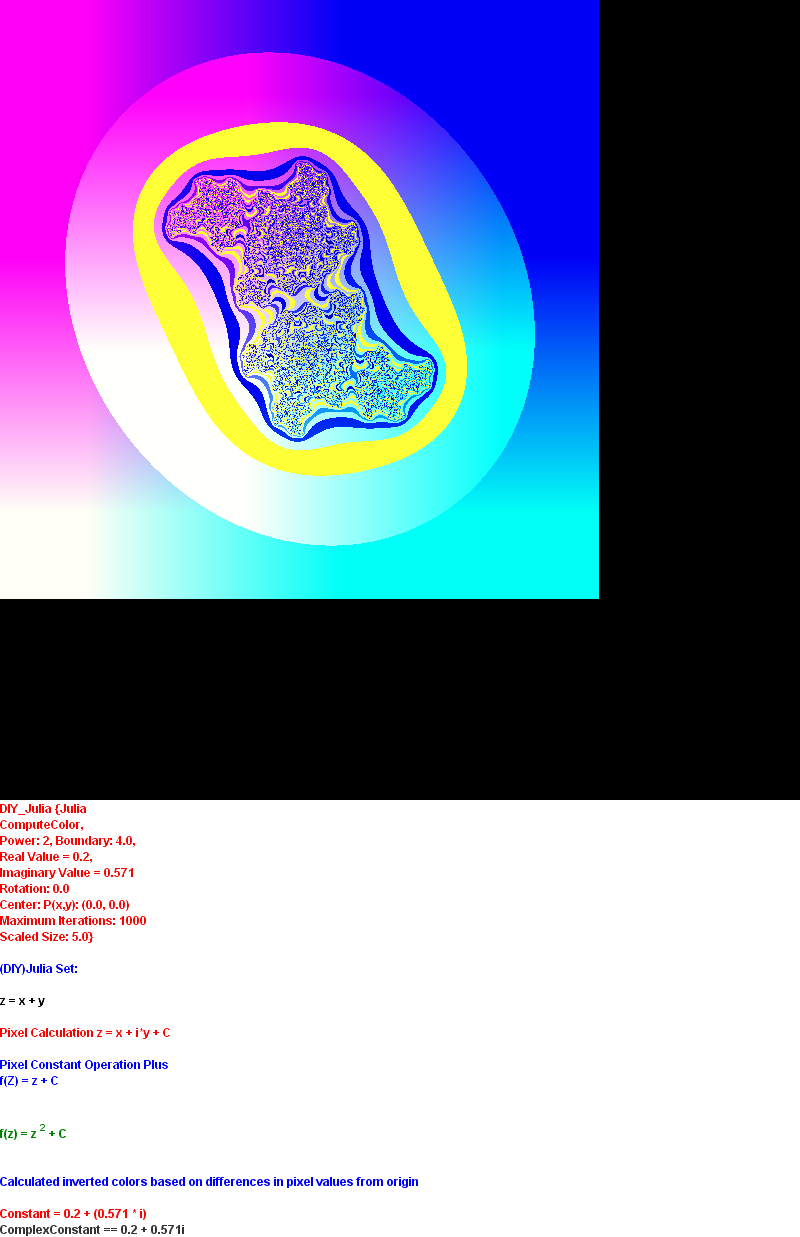 DIY_Julia {Julia
ComputeColor,
Power: 2, Boundary: 4.0,
Real Value = 0.2,
Imaginary Value = 0.571
Rotation: 0.0
Center: P(x,y): (0.0, 0.0)
Maximum Iterations: 1000
Scaled Size: 5.0}
(DIY)Julia Set:
z = x + y
Pixel Calculation z = x + i*y + C
Pixel Constant Operation Plus
f(Z) = z + C
f(z) = z 2 + C
Calculated inverted colors based on differences in pixel values from origin
Constant = 0.2 + (0.571 * i)
ComplexConstant == 0.2 + 0.571i